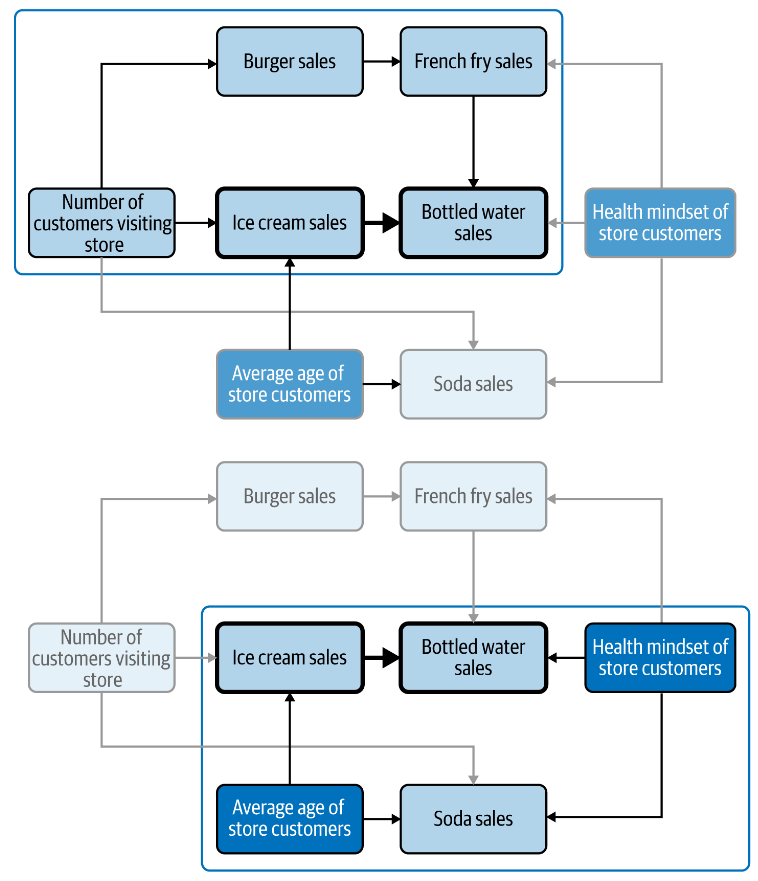 Burger sales
French fry sales
Number of
customers visiting
store
Ice cream sales
Bottled water
sales
Health mindset of
store customers
Average age of
store customers
Soda sales
Burger sales
French fry sales
Number of
customers visiting
store
Ice cream sales
Bottled water
sales
Health mindset of
store customers
Average age of
store customers
Soda sales